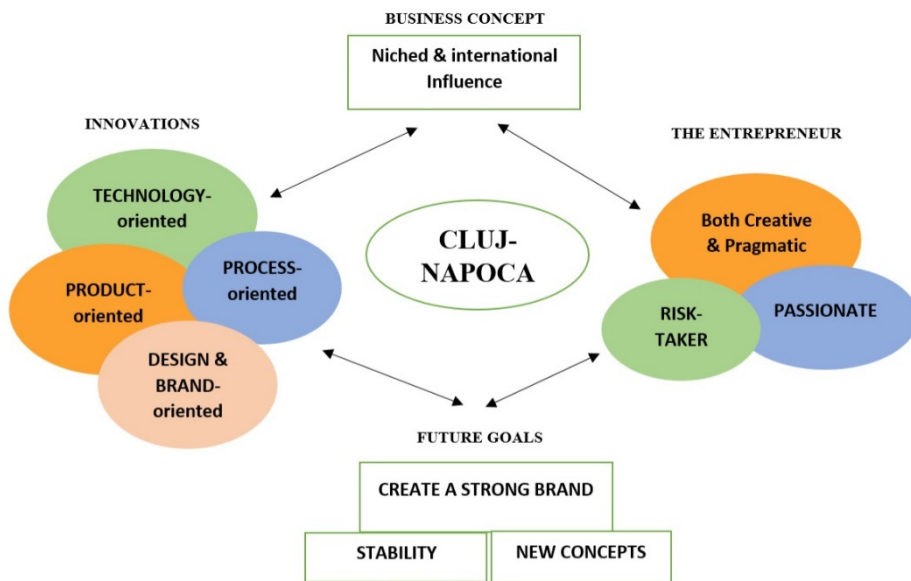 BUSINESS CONCEPT
Niched & international
Influence
INNOVATIONS
THE ENTREPRENEUR
TECHNOLOGY-
oriented
PROCESS-
oriented
PRODUCT-
oriented
DESIGN &
BRAND-
oriented
CLUJ-
NAPOCA
Both Creative
& Pragmatic
RISK-
TAKER
PASSIONATE
FUTURE GOALS
CREATE A STRONG BRAND
STABILITY
NEW CONCEPTS